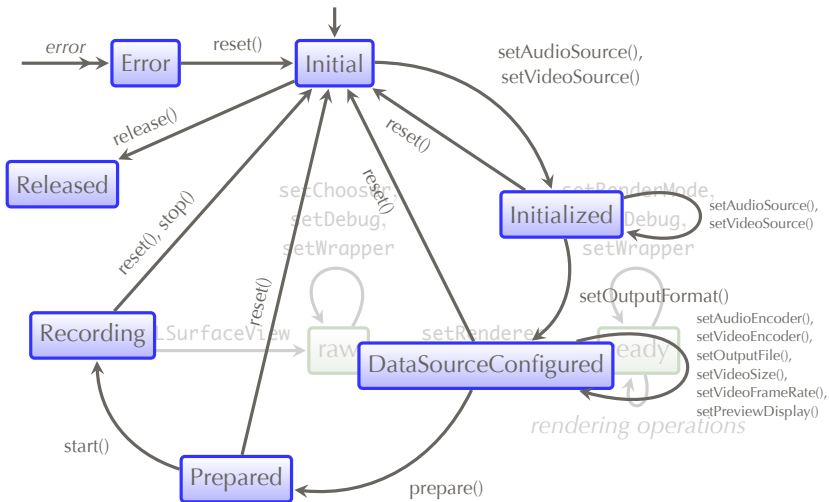 error
Error
reset()
Initial
setAudioSource(),
setVideoSource()
release()
reset()
Released
setChooser,
setDebug,
setWrapper
reset()
setRenderMode,
Debug,
setWrapper
Initialized
setAudioSource(),
setVideoSource()
reset(), stop()
reset()
setOutputFormat()
Recording
LSurfaceView
raw
setRendere
eady
DataSourceConfigured
setAudioEncoder(),
setVideoEncoder(),
setOutputFile(),
setVideoSize(),
setVideoFrameRate(),
setPreviewDisplay()
rendering operations
start()
Prepared
prepare()